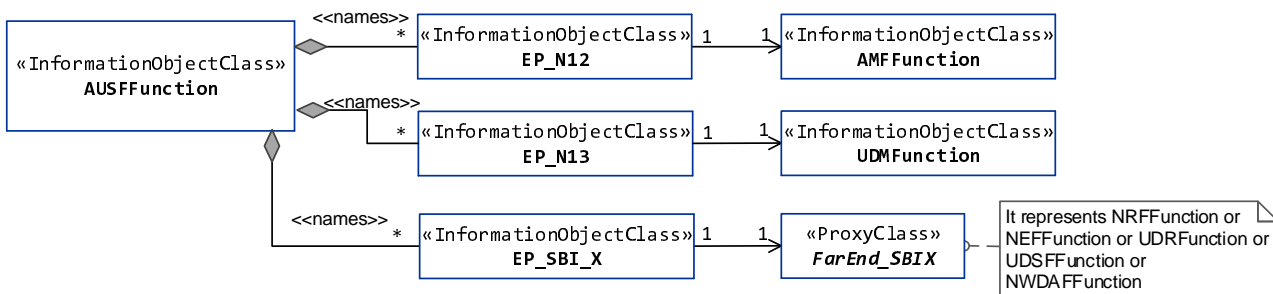 <<names>>
*
«InformationObjectClass»
AUSFFunction
«InformationObjectClass»
EP_N12
1
1
«InformationObjectClass»
AMFFunction
<<names>>
*
«InformationObjectClass»
EP_N13
1
1
«InformationObjectClass»
UDMFunction
<<names>>
*
«InformationObjectClass»
EP_SBI_X
1
1
«ProxyClass»
FarEnd_SBIX
It represents NRFFunction or
NEFFunction or UDRFunction or
UDSFFunction or
NWDAFFunction